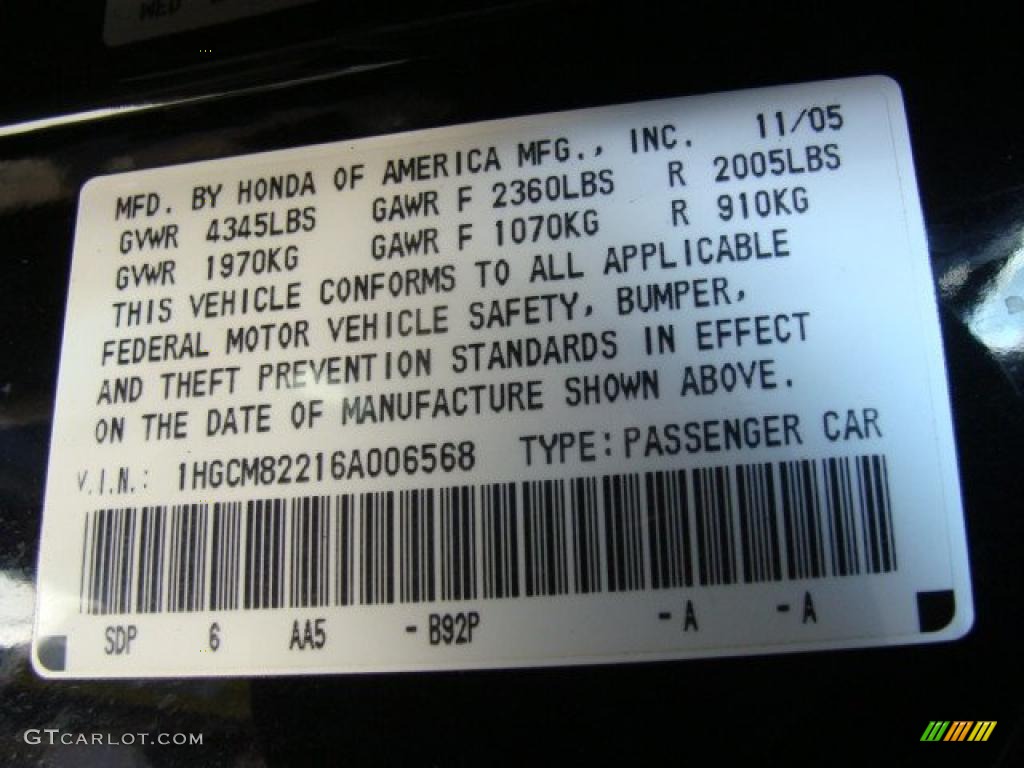 WED
MFD. BY HONDA OF AMERICA MFG., INC. 11/05
GVWR 4345LBS GAWR F 2360LBS R 2005LBS
GVWR 1970KG GAWR F 1070KG R 910KG
THIS VEHICLE CONFORMS TO ALL APPLICABLE
FEDERAL MOTOR VEHICLE SAFETY, BUMPER,
AND THEFT PREVENTION STANDARDS IN EFFECT
ON THE DATE OF MANUFACTURE SHOWN ABOVE.
V.I.N.: 1HGCM82216A006568 TYPE: PASSENGER CAR
SDP 6 AA5 -B92P -A -A
GTCARLOT.COM